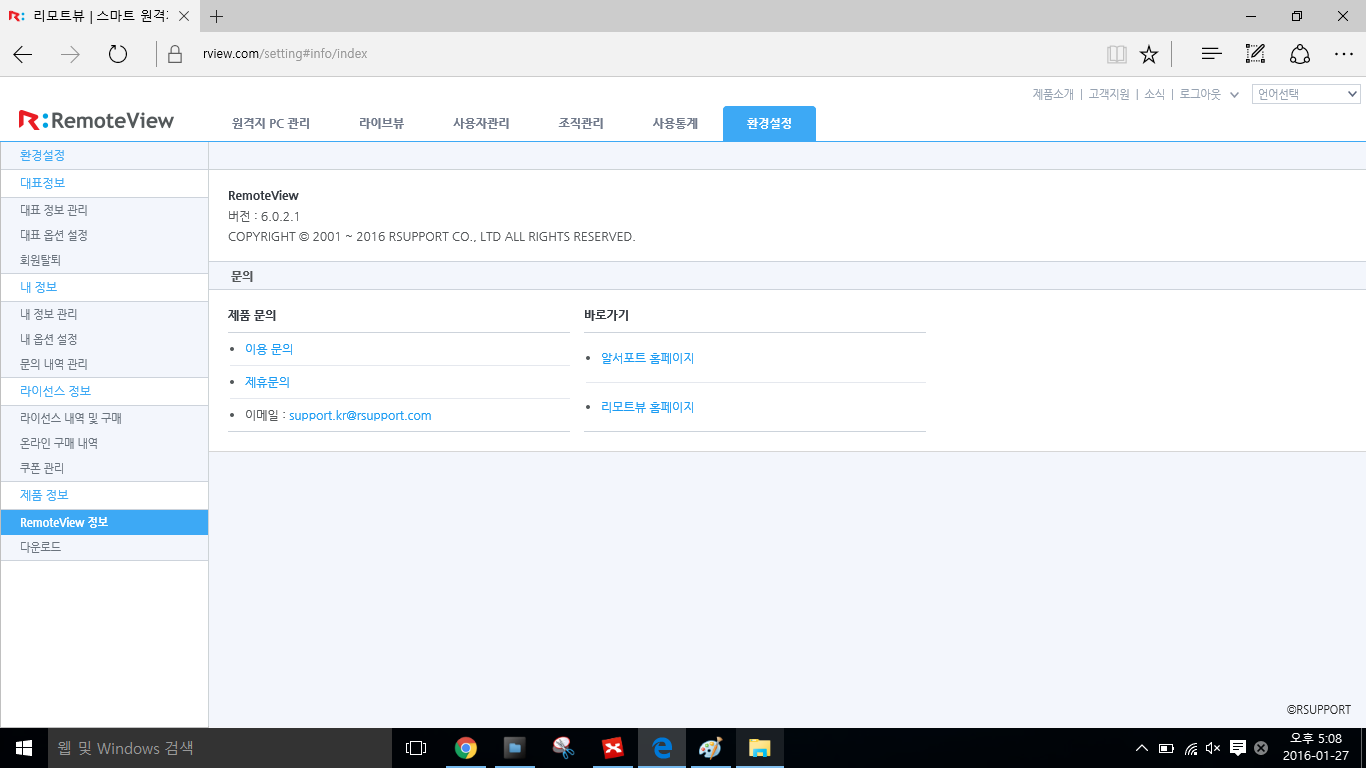 리모트뷰 | 스마트 원격
rview.com/setting#info/index
제품소개 | 고객지원 | 소식 | 로그아웃
언어선택
RemoteView
원격지 PC 관리
라이브뷰
사용자관리
조직관리
사용통계
환경설정
환경설정
대표정보
대표 정보 관리
대표 옵션 설정
회원탈퇴
내 정보
내 정보 관리
내 옵션 설정
문의 내역 관리
라이선스 정보
라이선스 내역 및 구매
온라인 구매 내역
쿠폰 관리
제품 정보
RemoteView 정보
다운로드
RemoteView
버전 : 6.0.2.1
COPYRIGHT © 2001 ~ 2016 RSUPPORT CO., LTD ALL RIGHTS RESERVED.
문의
제품 문의
이용 문의
제휴문의
이메일 : support.kr@rsupport.com
바로가기
알서포트 홈페이지
리모트뷰 홈페이지
©RSUPPORT
웹 및 Windows 검색
오후 5:08
2016-01-27